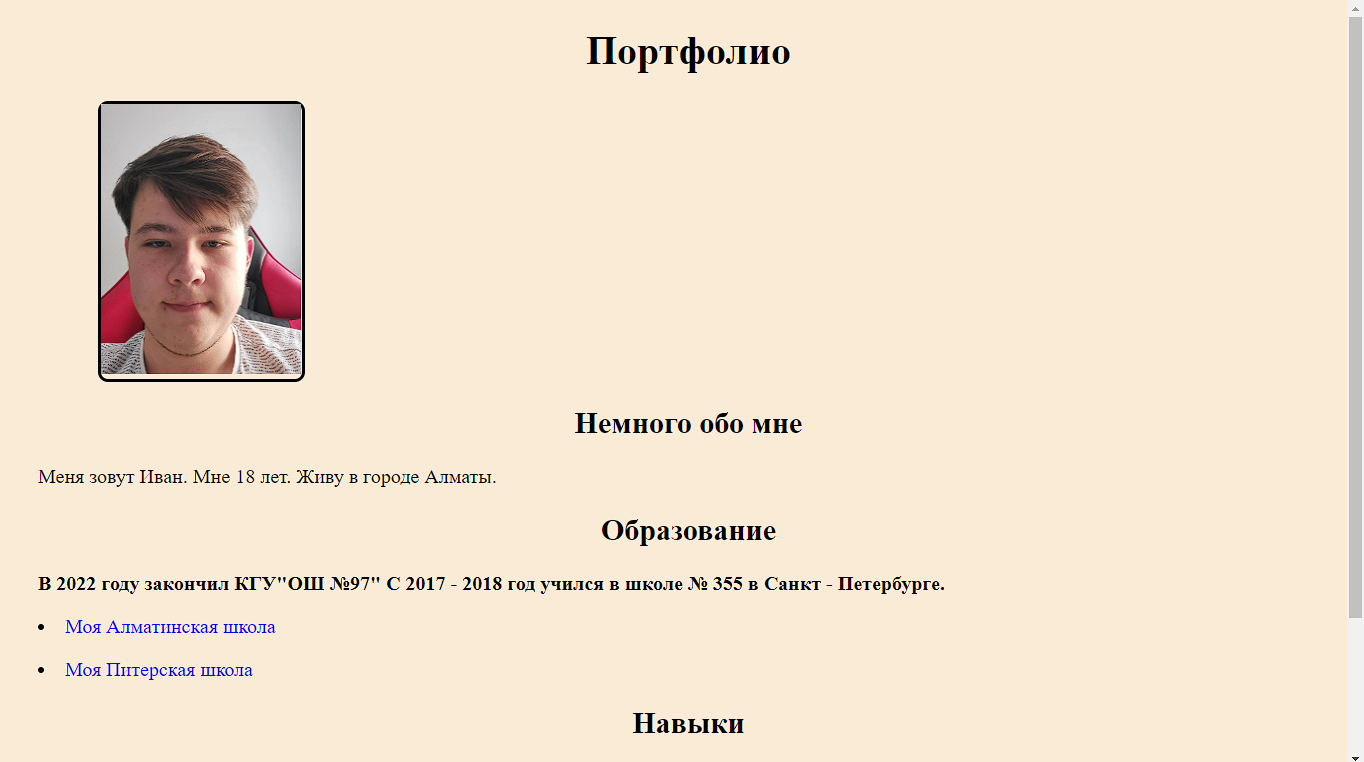 Портфолио
Немного обо мне
Меня зовут Иван. Мне 18 лет. Живу в городе Алматы.
Образование
В 2022 году закончил КГУ"ОШ №97" С 2017 - 2018 год учился в школе № 355 в Санкт - Петербурге.
Моя Алматинская школа
Моя Питерская школа
Навыки